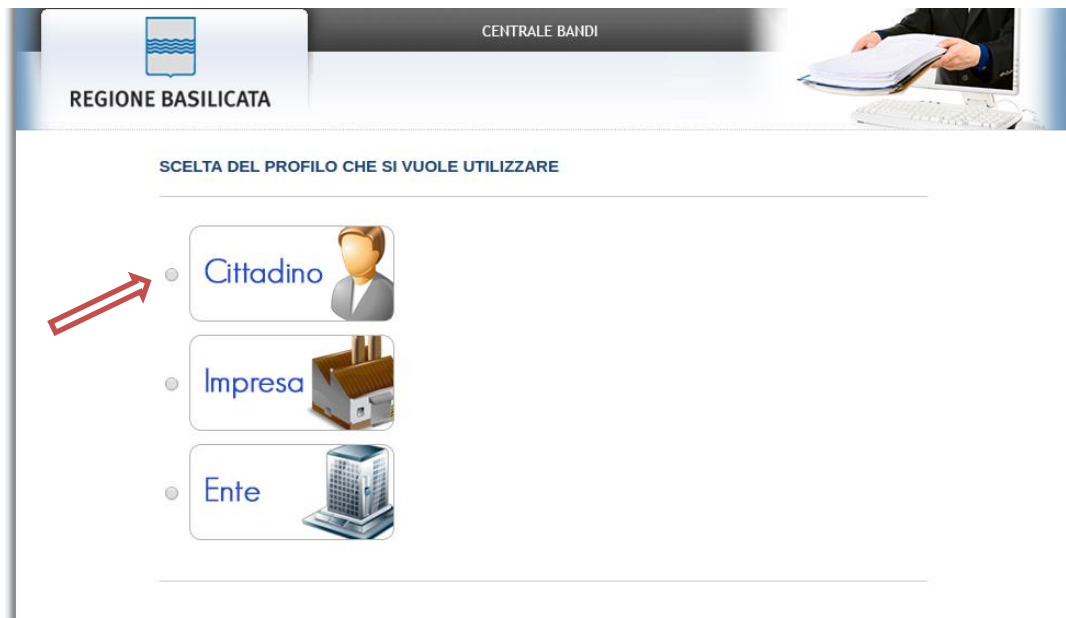 CENTRALE BANDI
REGIONE BASILICATA
SCELTA DEL PROFILO CHE SI VUOLE UTILIZZARE
Cittadino
Impresa
Ente